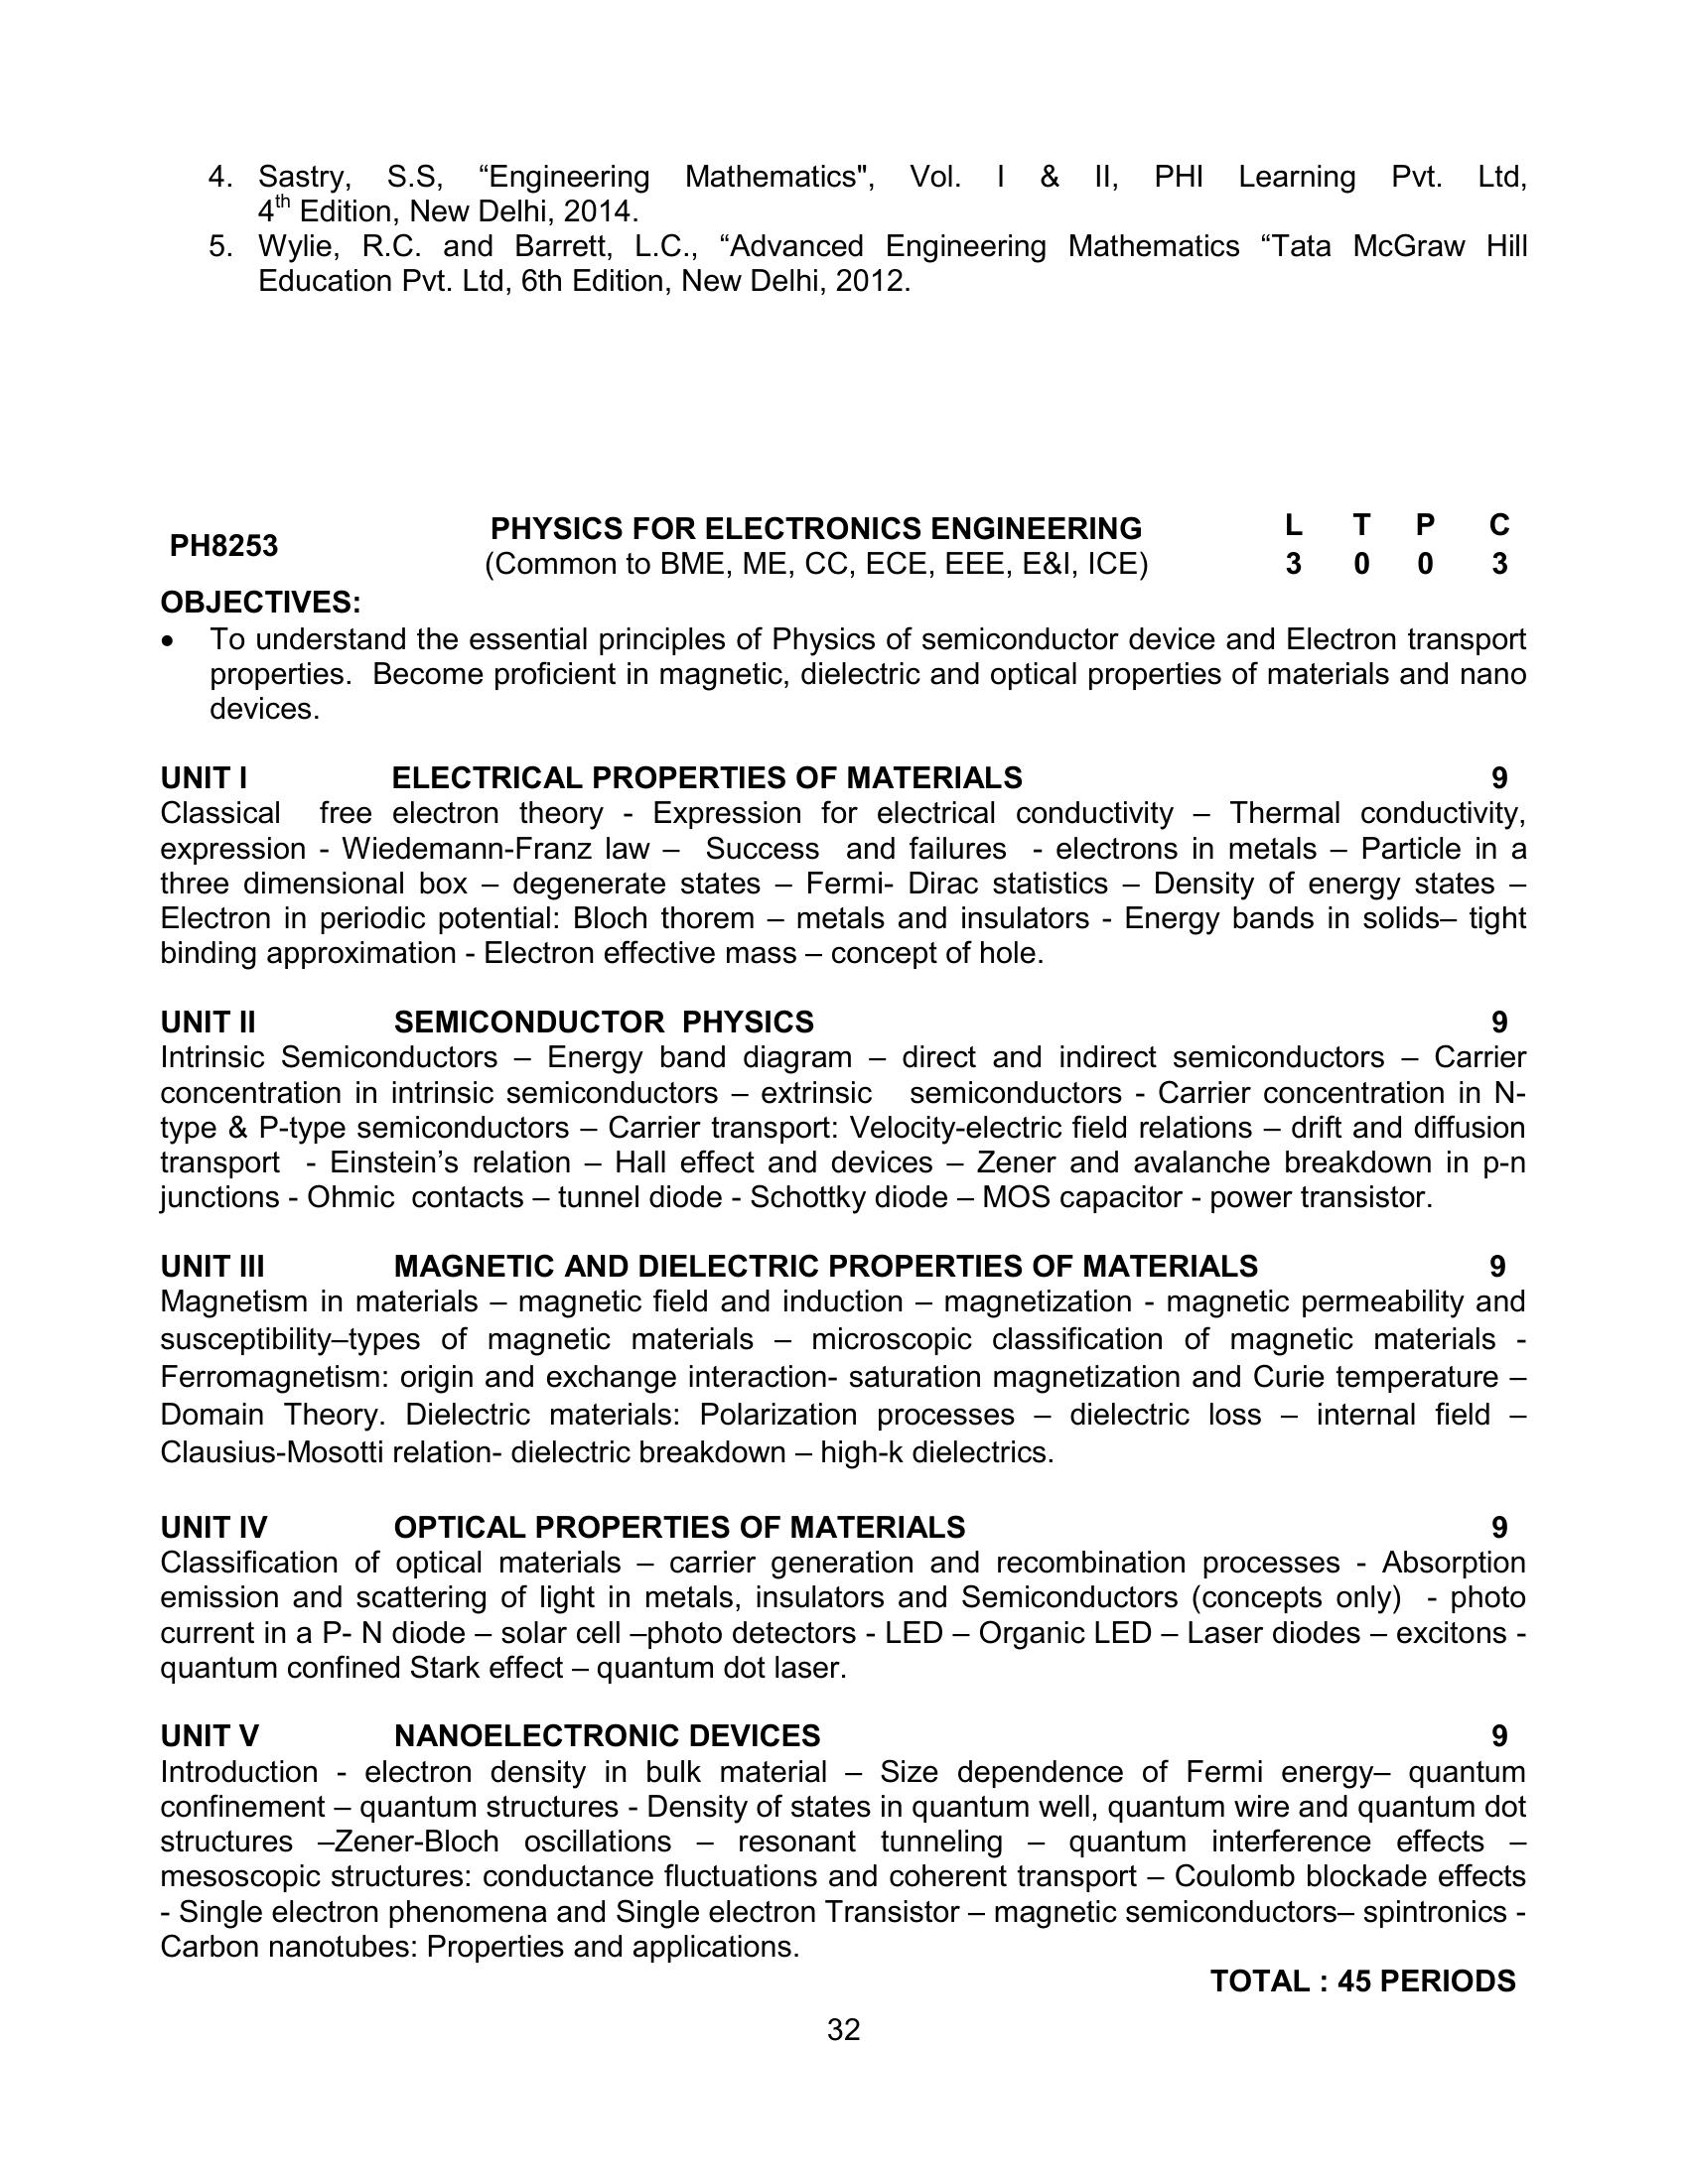 4. Sastry, S.S, “Engineering Mathematics", Vol. I & II, PHI Learning Pvt. Ltd,
4th Edition, New Delhi, 2014.
5. Wylie, R.C. and Barrett, L.C., “Advanced Engineering Mathematics “Tata McGraw Hill
Education Pvt. Ltd, 6th Edition, New Delhi, 2012.
PH8253 PHYSICS FOR ELECTRONICS ENGINEERING L T P C
(Common to BME, ME, CC, ECE, EEE, E&I, ICE) 3 0 0 3
OBJECTIVES:
• To understand the essential principles of Physics of semiconductor device and Electron transport
properties. Become proficient in magnetic, dielectric and optical properties of materials and nano
devices.
UNIT I ELECTRICAL PROPERTIES OF MATERIALS 9
Classical free electron theory - Expression for electrical conductivity – Thermal conductivity,
expression - Wiedemann-Franz law – Success and failures - electrons in metals – Particle in a
three dimensional box – degenerate states – Fermi- Dirac statistics – Density of energy states –
Electron in periodic potential: Bloch thorem – metals and insulators - Energy bands in solids– tight
binding approximation - Electron effective mass – concept of hole.
UNIT II SEMICONDUCTOR PHYSICS 9
Intrinsic Semiconductors – Energy band diagram – direct and indirect semiconductors – Carrier
concentration in intrinsic semiconductors – extrinsic semiconductors - Carrier concentration in N-
type & P-type semiconductors – Carrier transport: Velocity-electric field relations – drift and diffusion
transport - Einstein’s relation – Hall effect and devices – Zener and avalanche breakdown in p-n
junctions - Ohmic contacts – tunnel diode - Schottky diode – MOS capacitor - power transistor.
UNIT III MAGNETIC AND DIELECTRIC PROPERTIES OF MATERIALS 9
Magnetism in materials – magnetic field and induction – magnetization - magnetic permeability and
susceptibility–types of magnetic materials – microscopic classification of magnetic materials -
Ferromagnetism: origin and exchange interaction- saturation magnetization and Curie temperature –
Domain Theory. Dielectric materials: Polarization processes – dielectric loss – internal field –
Clausius-Mosotti relation- dielectric breakdown – high-k dielectrics.
UNIT IV OPTICAL PROPERTIES OF MATERIALS 9
Classification of optical materials – carrier generation and recombination processes - Absorption
emission and scattering of light in metals, insulators and Semiconductors (concepts only) - photo
current in a P- N diode – solar cell –photo detectors - LED – Organic LED – Laser diodes – excitons -
quantum confined Stark effect – quantum dot laser.
UNIT V NANOELECTRONIC DEVICES 9
Introduction - electron density in bulk material – Size dependence of Fermi energy– quantum
confinement – quantum structures - Density of states in quantum well, quantum wire and quantum dot
structures –Zener-Bloch oscillations – resonant tunneling – quantum interference effects –
mesoscopic structures: conductance fluctuations and coherent transport – Coulomb blockade effects
- Single electron phenomena and Single electron Transistor – magnetic semiconductors– spintronics -
Carbon nanotubes: Properties and applications.
TOTAL : 45 PERIODS
32